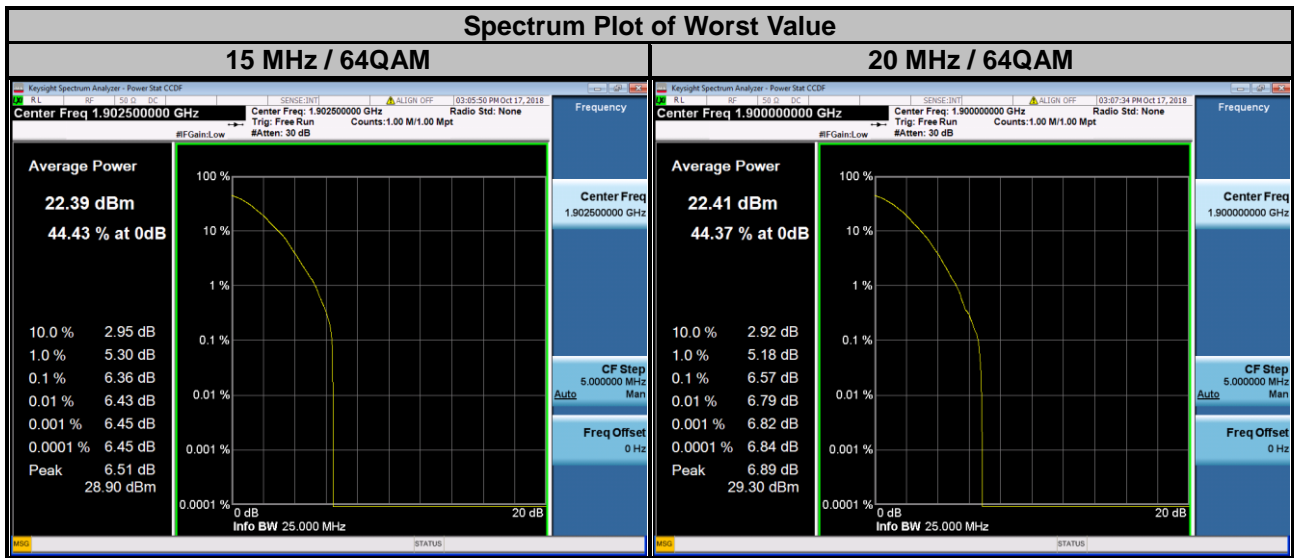 Spectrum Plot of Worst Value
15 MHz / 64QAM
20 MHz / 64QAM
Keysight Spectrum Analyzer - Power Stat CCDF
RL RF 50 Ω DC SENSE:INT ALIGN OFF 03:05:50 PM Oct 17, 2018
Center Freq 1.902500000 GHz
Center Freq: 1.902500000 GHz Radio Std: None
Trig: Free Run Counts:1.00 M/1.00 Mpt
#IFGain:Low #Atten: 30 dB
Average Power
22.39 dBm
44.43 % at 0dB
10.0 % 2.95 dB
1.0 % 5.30 dB
0.1 % 6.36 dB
0.01 % 6.43 dB
0.001 % 6.45 dB
0.0001 % 6.45 dB
Peak 6.51 dB
28.90 dBm
100 %
10 %
1 %
0.1 %
0.01 %
0.001 %
0.0001 %
0 dB 20 dB
Info BW 25.000 MHz
Frequency
Center Freq
1.902500000 GHz
CF Step
5.000000 MHz
Auto Man
Freq Offset
0 Hz
MSG STATUS
Keysight Spectrum Analyzer - Power Stat CCDF
RL RF 50 Ω DC SENSE:INT ALIGN OFF 03:07:34 PM Oct 17, 2018
Center Freq 1.900000000 GHz
Center Freq: 1.900000000 GHz Radio Std: None
Trig: Free Run Counts:1.00 M/1.00 Mpt
#IFGain:Low #Atten: 30 dB
Average Power
22.41 dBm
44.37 % at 0dB
10.0 % 2.92 dB
1.0 % 5.18 dB
0.1 % 6.57 dB
0.01 % 6.79 dB
0.001 % 6.82 dB
0.0001 % 6.84 dB
Peak 6.89 dB
29.30 dBm
100 %
10 %
1 %
0.1 %
0.01 %
0.001 %
0.0001 %
0 dB 20 dB
Info BW 25.000 MHz
Frequency
Center Freq
1.900000000 GHz
CF Step
5.000000 MHz
Auto Man
Freq Offset
0 Hz
MSG STATUS